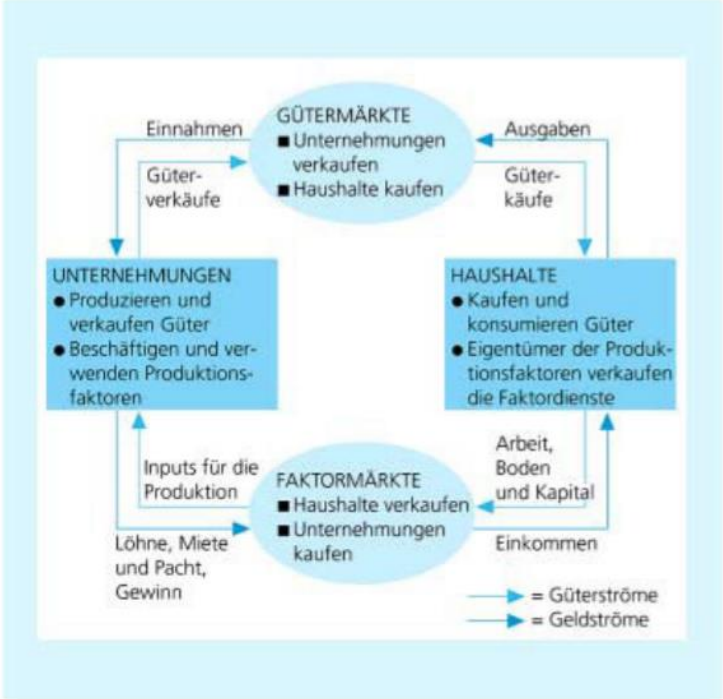 GÜTERMÄRKTE
■ Unternehmungen
verkaufen
■ Haushalte kaufen
Einnahmen
Ausgaben
Güter-
verkäufe
Güter-
käufe
UNTERNEHMUNGEN
● Produzieren und
verkaufen Güter
● Beschäftigen und ver-
wenden Produktions-
faktoren
HAUSHALTE
● Kaufen und
konsumieren Güter
● Eigentümer der Produk-
tionsfaktoren verkaufen
die Faktordienste
Inputs für die
Produktion
Arbeit,
Boden
und Kapital
FAKTORMÄRKTE
■ Haushalte verkaufen
■ Unternehmungen
kaufen
Löhne, Miete
und Pacht,
Gewinn
Einkommen
= Güterströme
= Geldströme